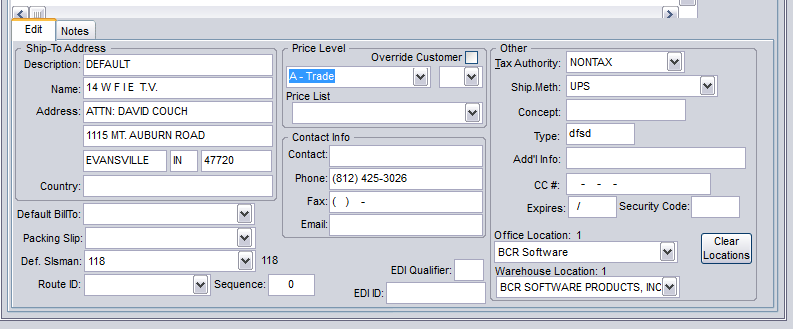 Edit Notes
Ship-To Address
Description: DEFAULT
Name: 14 W F I E T.V.
Address: ATTN: DAVID COUCH
1115 MT. AUBURN ROAD
EVANSVILLE IN 47720
Country:
Default BillTo:
Packing Slip:
Def. Slsman: 118 118
Route ID: Sequence: 0
Price Level
Override Customer
A - Trade
Price List
Contact Info
Contact:
Phone: (812) 425-3026
Fax: ( ) -
Email:
EDI Qualifier:
EDI ID:
Other
Tax Authority: NONTAX
Ship.Meth: UPS
Concept:
Type: dfsd
Add'l Info:
CC #: - - -
Expires: / Security Code:
Office Location: 1
BCR Software
Clear
Locations
Warehouse Location: 1
BCR SOFTWARE PRODUCTS, INC